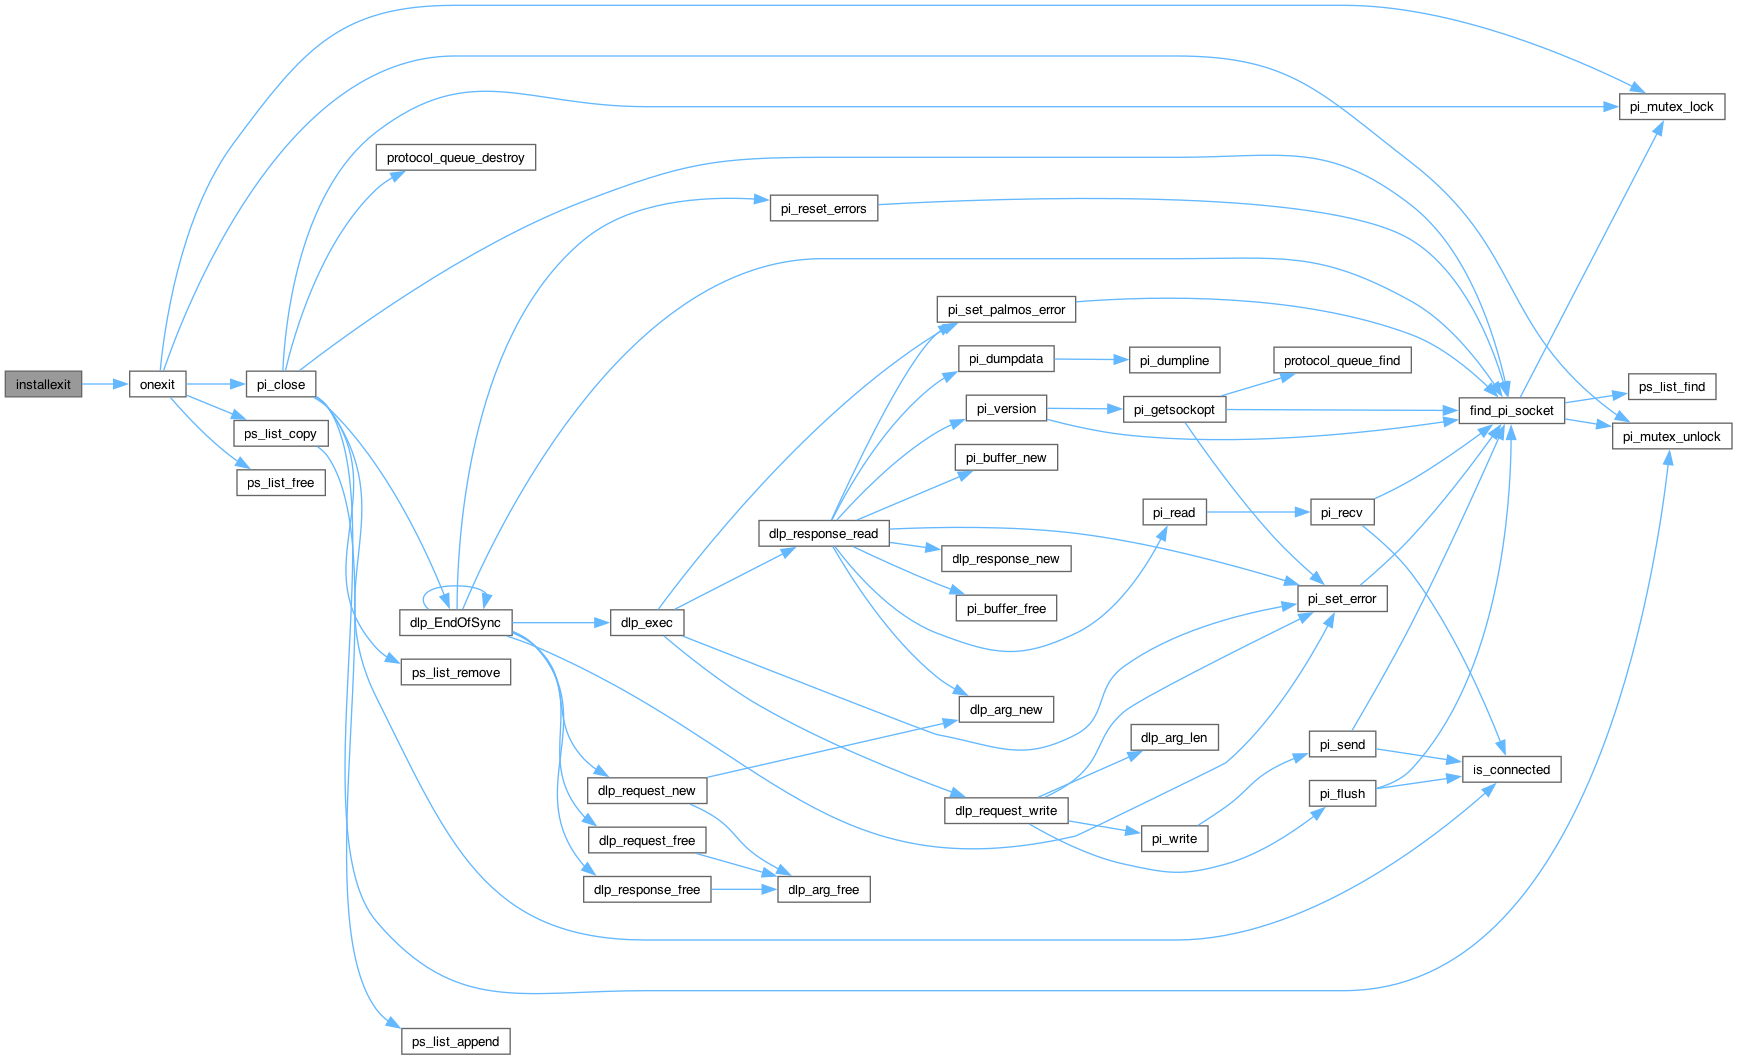 installexit
onexit
pi_close
ps_list_copy
ps_list_free
protocol_queue_destroy
dlp_EndOfSync
ps_list_remove
ps_list_append
dlp_exec
dlp_request_new
dlp_request_free
dlp_response_free
pi_reset_errors
dlp_response_read
dlp_arg_free
pi_set_palmos_error
pi_dumpdata
pi_version
pi_buffer_new
dlp_response_new
pi_buffer_free
dlp_arg_new
dlp_request_write
pi_dumpline
pi_getsockopt
pi_read
dlp_arg_len
pi_write
protocol_queue_find
pi_recv
pi_set_error
pi_send
pi_flush
find_pi_socket
is_connected
pi_mutex_lock
ps_list_find
pi_mutex_unlock